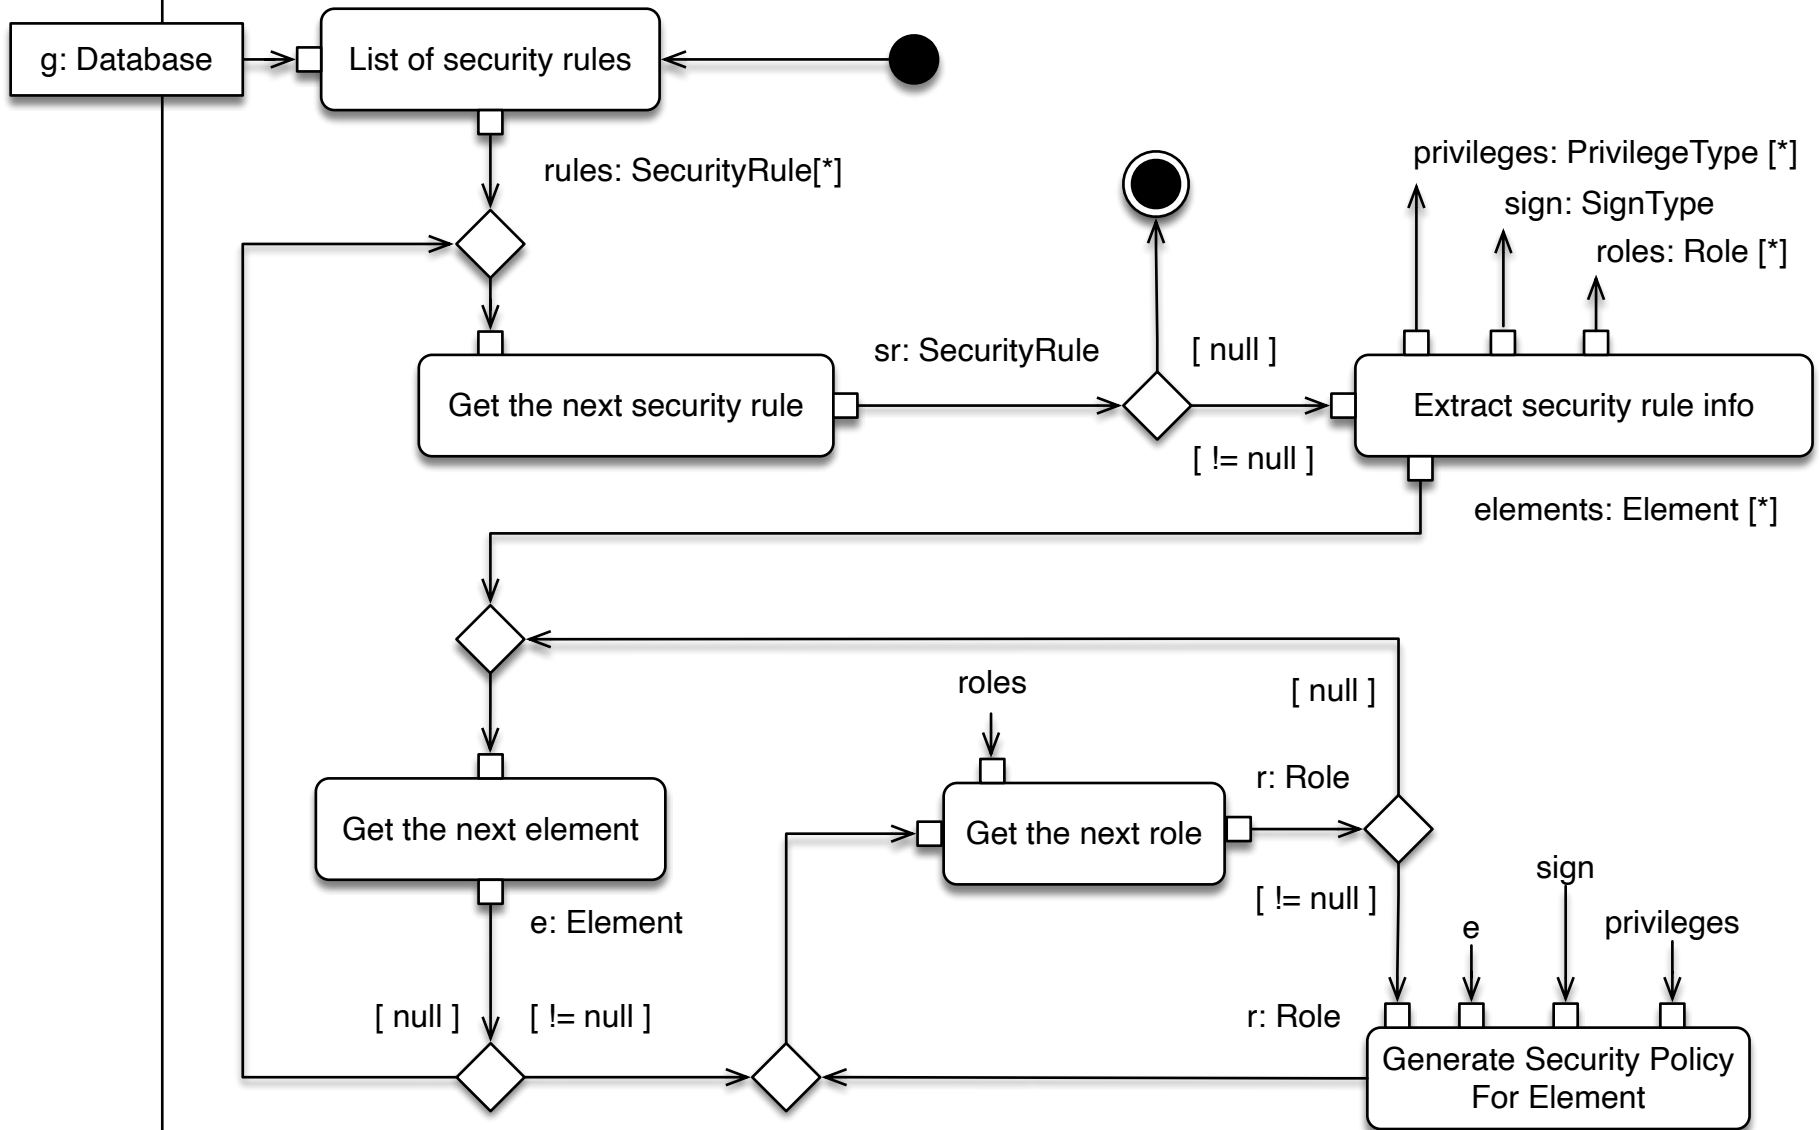 g: Database
List of security rules
rules: SecurityRule[*]
privileges: PrivilegeType [*]
sign: SignType
roles: Role [*]
sr: SecurityRule
[ null ]
Get the next security rule
Extract security rule info
[ != null ]
elements: Element [*]
roles
[ null ]
r: Role
Get the next element
Get the next role
sign
[ != null ]
e: Element
e
privileges
[ null ]
[ != null ]
r: Role
Generate Security Policy
For Element